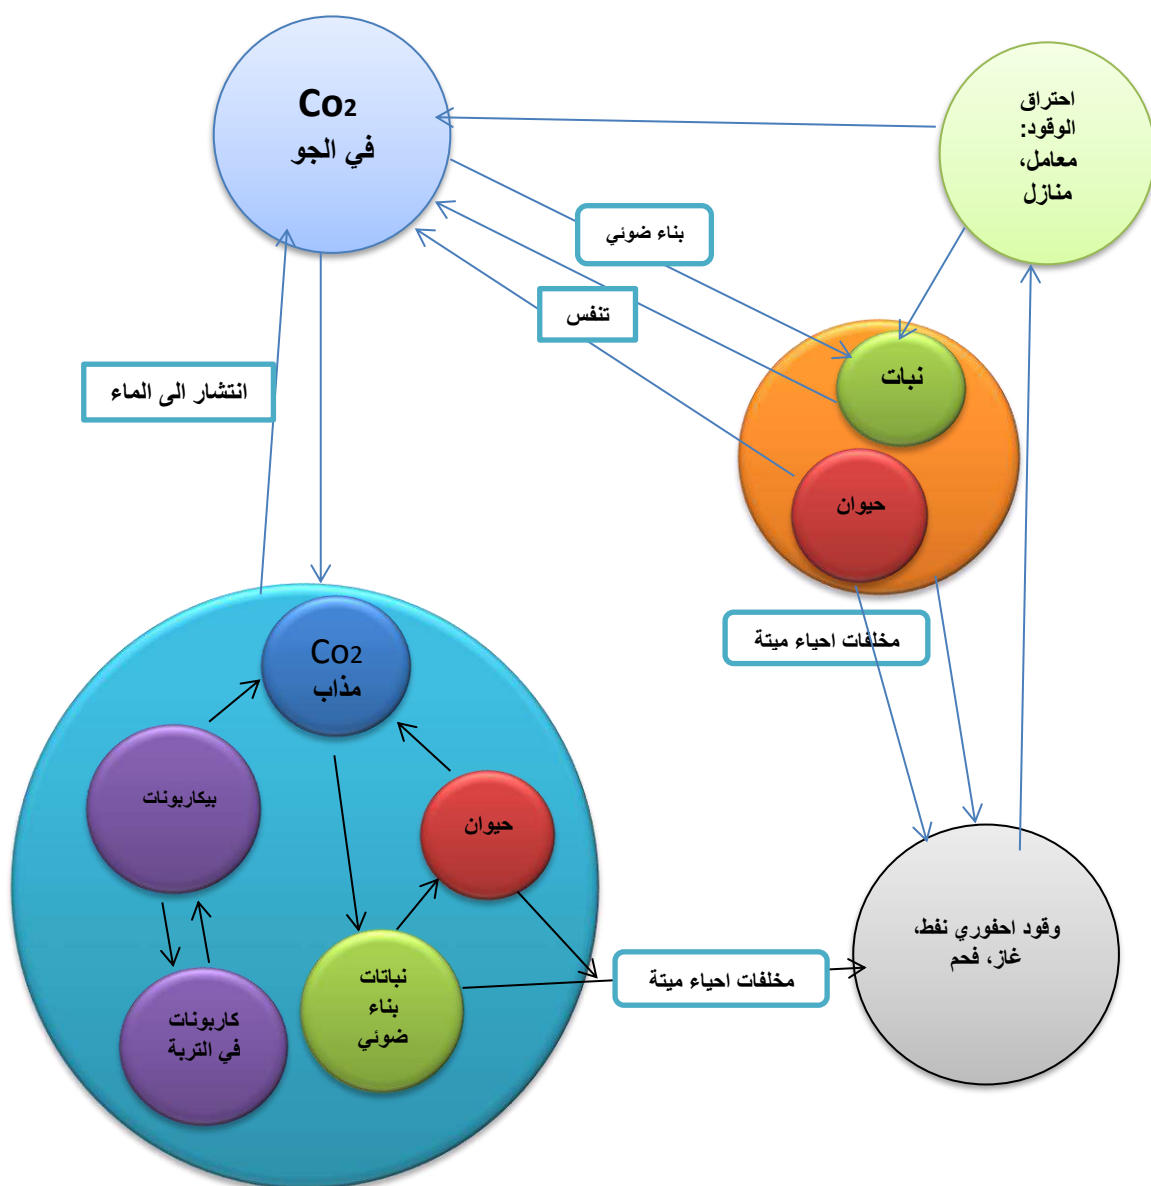 Co2
في الجو
احتراق
الوقود:
معامل،
منازل
بناء ضوئي
تنفس
نبات
انتشار الى الماء
حيوان
مخلفات احياء ميتة
Co2
مذاب
بيكاربونات
حيوان
وقود احفوري نفط،
غاز، فحم
نباتات
بناء
ضوئي
مخلفات احياء ميتة
كاربونات
في التربة